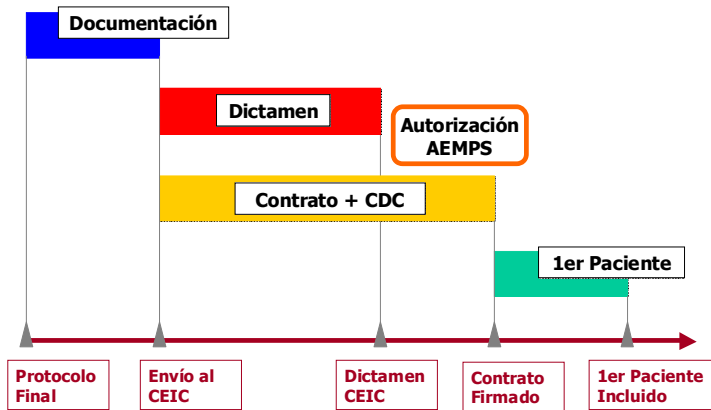 Documentación
Dictamen
Autorización
AEMPS
Contrato + CDC
1er Paciente
Protocolo
Final
Envío al
CEIC
Dictamen
CEIC
Contrato
Firmado
1er Paciente
Incluido